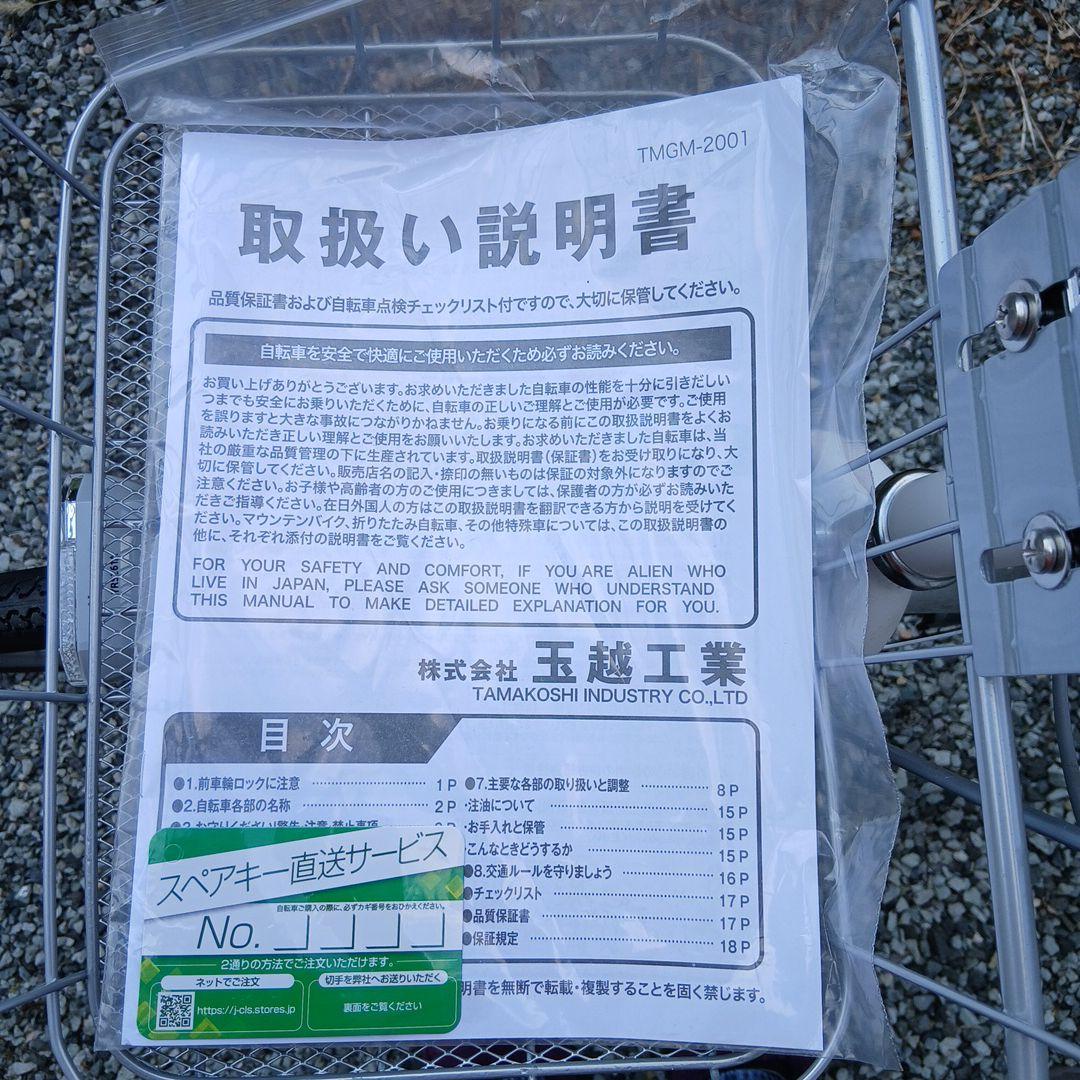 TMGM-2001
取扱い説明書
品質保証書および自転車点検チェックリスト付ですので、大切に保管してください。
自転車を安全で快適にご使用いただくため必ずお読みください。
お買い上げありがとうございます。お求めいただきました自転車の性能を十分に引きだしい
つまでも安全にお乗りいただくために、自転車の正しいご理解とご使用が必要です。ご使用
を誤りますと大きな事故につながりかねません。お乗りになる前にこの取扱説明書をよくお
読みいただき正しい理解とご使用をお願いいたします。お求めいただきました自転車は、当
社の厳重な品質管理の下に生産されています。取扱説明書(保証書)をお受け取りになり、大
切に保管してください。販売店名の記入・捺印の無いものは保証の対象外になりますのでご
注意ください。お子様や高齢者の方のご使用につきましては、保護者の方が必ずお読みいた
だきご指導ください。在日外国人の方はこの取扱説明書を翻訳できる方から説明を受けてく
ださい。マウンテンバイク、折りたたみ自転車、その他特殊車については、この取扱説明書の
他に、それぞれ添付の説明書をご覧ください。
FOR YOUR SAFETY AND COMFORT, IF YOU ARE ALIEN WHO
LIVE IN JAPAN, PLEASE ASK SOMEONE WHO UNDERSTAND
THIS MANUAL TO MAKE DETAILED EXPLANATION FOR YOU.
株式会社 玉越工業
TAMAKOSHI INDUSTRY CO.,LTD
目次
●1.前車輪ロックに注意 1P
●2.自転車各部の名称 2P
●7.主要な各部の取り扱いと調整 8P
・注油について 15P
・お手入れと保管 15P
・こんなときどうするか 15P
●8.交通ルールを守りましょう 16P
●チェックリスト 17P
●品質保証書 17P
●保証規定 18P
明書を無断で転載・複製することを固く禁じます。
スペアキー直送サービス
自転車ご購入の際に、必ずカギ番号をおひかえください。
No.
2通りの方法でご注文いただけます。
ネットでご注文
https://j-cls.stores.jp
切手を弊社へお送りいただく
裏面をご覧ください